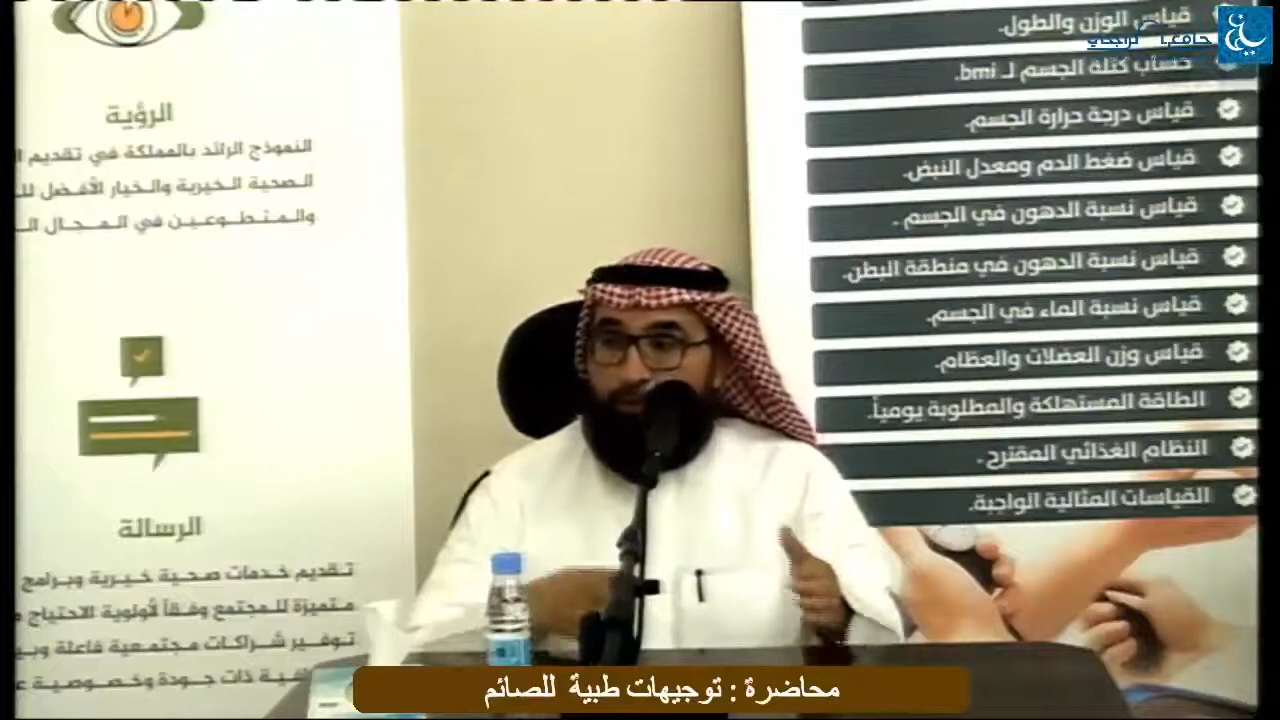 قياس الوزن والطول.
حساب كتلة الجسم لـ bmi.
قياس درجة حرارة الجسم.
قياس ضغط الدم ومعدل النبض.
قياس نسبة الدهون في الجسم .
قياس نسبة الدهون في منطقة البطن.
قياس نسبة الماء في الجسم.
قياس وزن العضلات والعظام.
الطاقة المستهلكة والمطلوبة يومياً.
النظام الغذائي المقترح .
القياسات المثالية الواجبة.
الرؤية
النموذج الرائد بالمملكة في تقديم
الصحية الخيرية والخيار الأفضل
والمتطوعين في المجال
الرسالة
تقديم خدمات صحية خيرية وبرامج
متميزة للمجتمع وفقاً لأولوية الاحتياج
توفير شراكات مجتمعية فاعلة
ذات جودة وخصوصية
محاضرة : توجيهات طبية للصائم